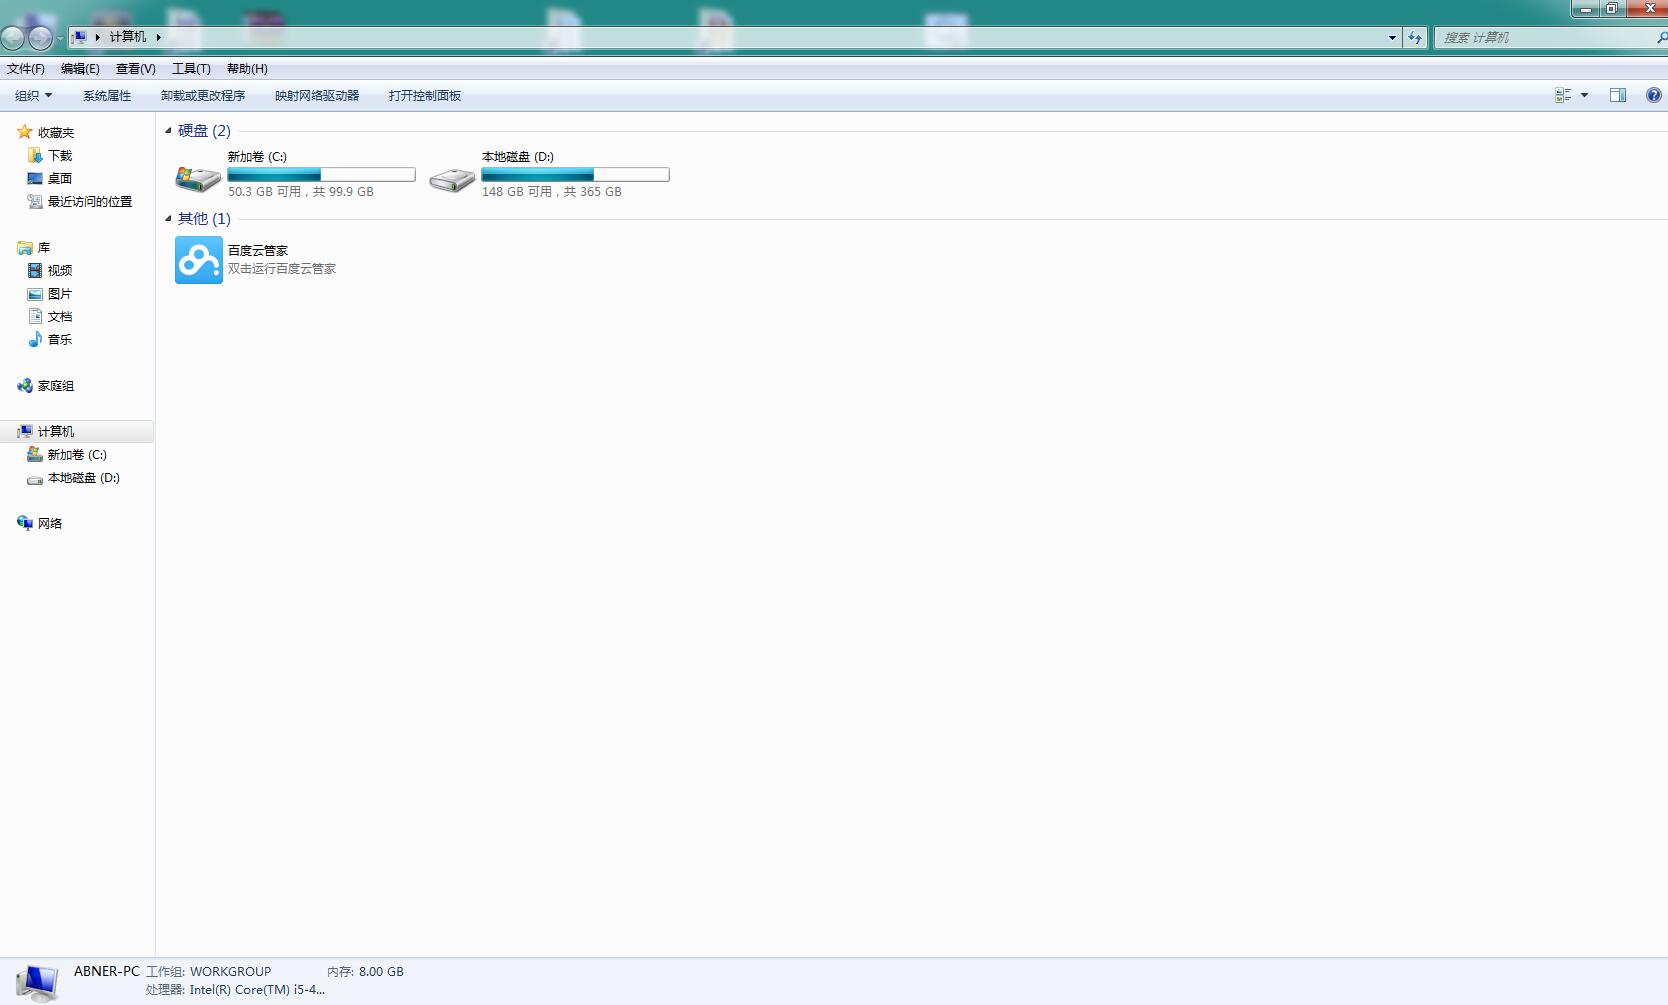 计算机
搜索 计算机
文件(F) 编辑(E) 查看(V) 工具(T) 帮助(H)
组织 系统属性 卸载或更改程序 映射网络驱动器 打开控制面板
收藏夹
下载
桌面
最近访问的位置
库
视频
图片
文档
音乐
家庭组
计算机
新加卷 (C:)
本地磁盘 (D:)
网络
硬盘 (2)
新加卷 (C:)
50.3 GB 可用，共 99.9 GB
本地磁盘 (D:)
148 GB 可用，共 365 GB
其他 (1)
百度云管家
双击运行百度云管家
ABNER-PC 工作组: WORKGROUP 内存: 8.00 GB
处理器: Intel(R) Core(TM) i5-4...